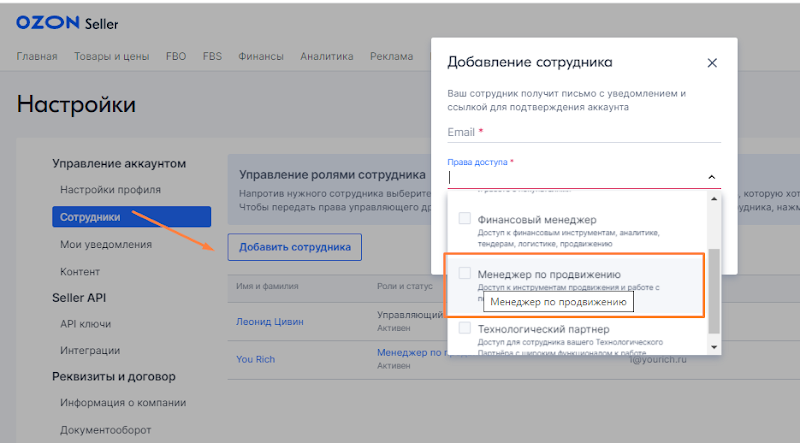 OZON Seller
Главная Товары и цены FBO FBS Финансы Аналитика Реклама
Настройки
Управление аккаунтом
Настройки профиля
Сотрудники
Мои уведомления
Контент
Seller API
API ключи
Интеграции
Реквизиты и договор
Информация о компании
Документооборот
Управление ролями сотрудника
Напротив нужного сотрудника выберите
, которую хот
Чтобы передать права управляющего др
рудника, нажм
Добавить сотрудника
Имя и фамилия Роли и статус
Леонид Цивин Управляющий
Активен
You Rich Менеджер по п
Активен
1@yourich.ru
Добавление сотрудника
Ваш сотрудник получит письмо с уведомлением и
ссылкой для подтверждения аккаунта
Email *
Права доступа *
Финансовый менеджер
Доступ к финансовым инструментам, аналитике,
тендерам, логистике, продвижению
Менеджер по продвижению
Доступ к инструментам продвижения и работе с
Менеджер по продвижению
Технологический партнер
Доступ для сотрудника вашего Технологического
Партнёра с широким функционалом к работе